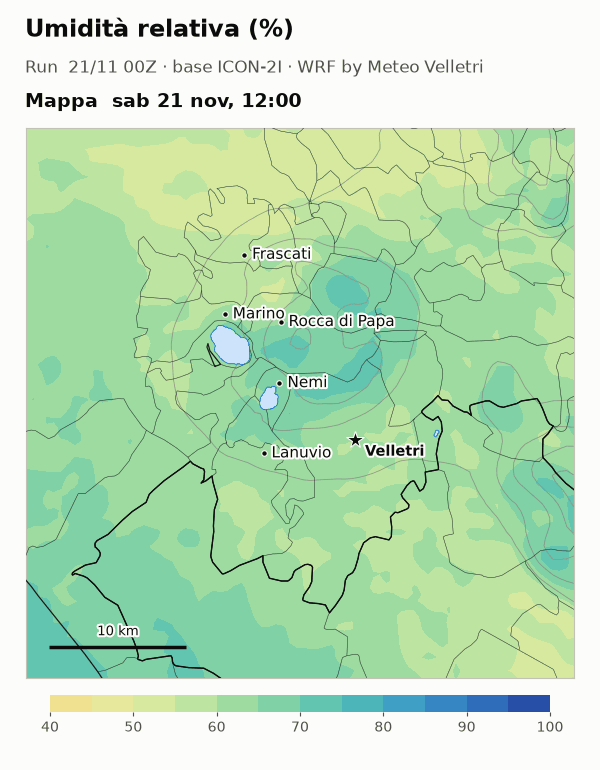 Umidità relativa (%)
Run 21/11 00Z · base ICON-2I · WRF by Meteo Velletri
Mappa sab 21 nov, 12:00
Frascati
Marino
Rocca di Papa
Nemi
Velletri
Lanuvio
10 km
40 50 60 70 80 90 100